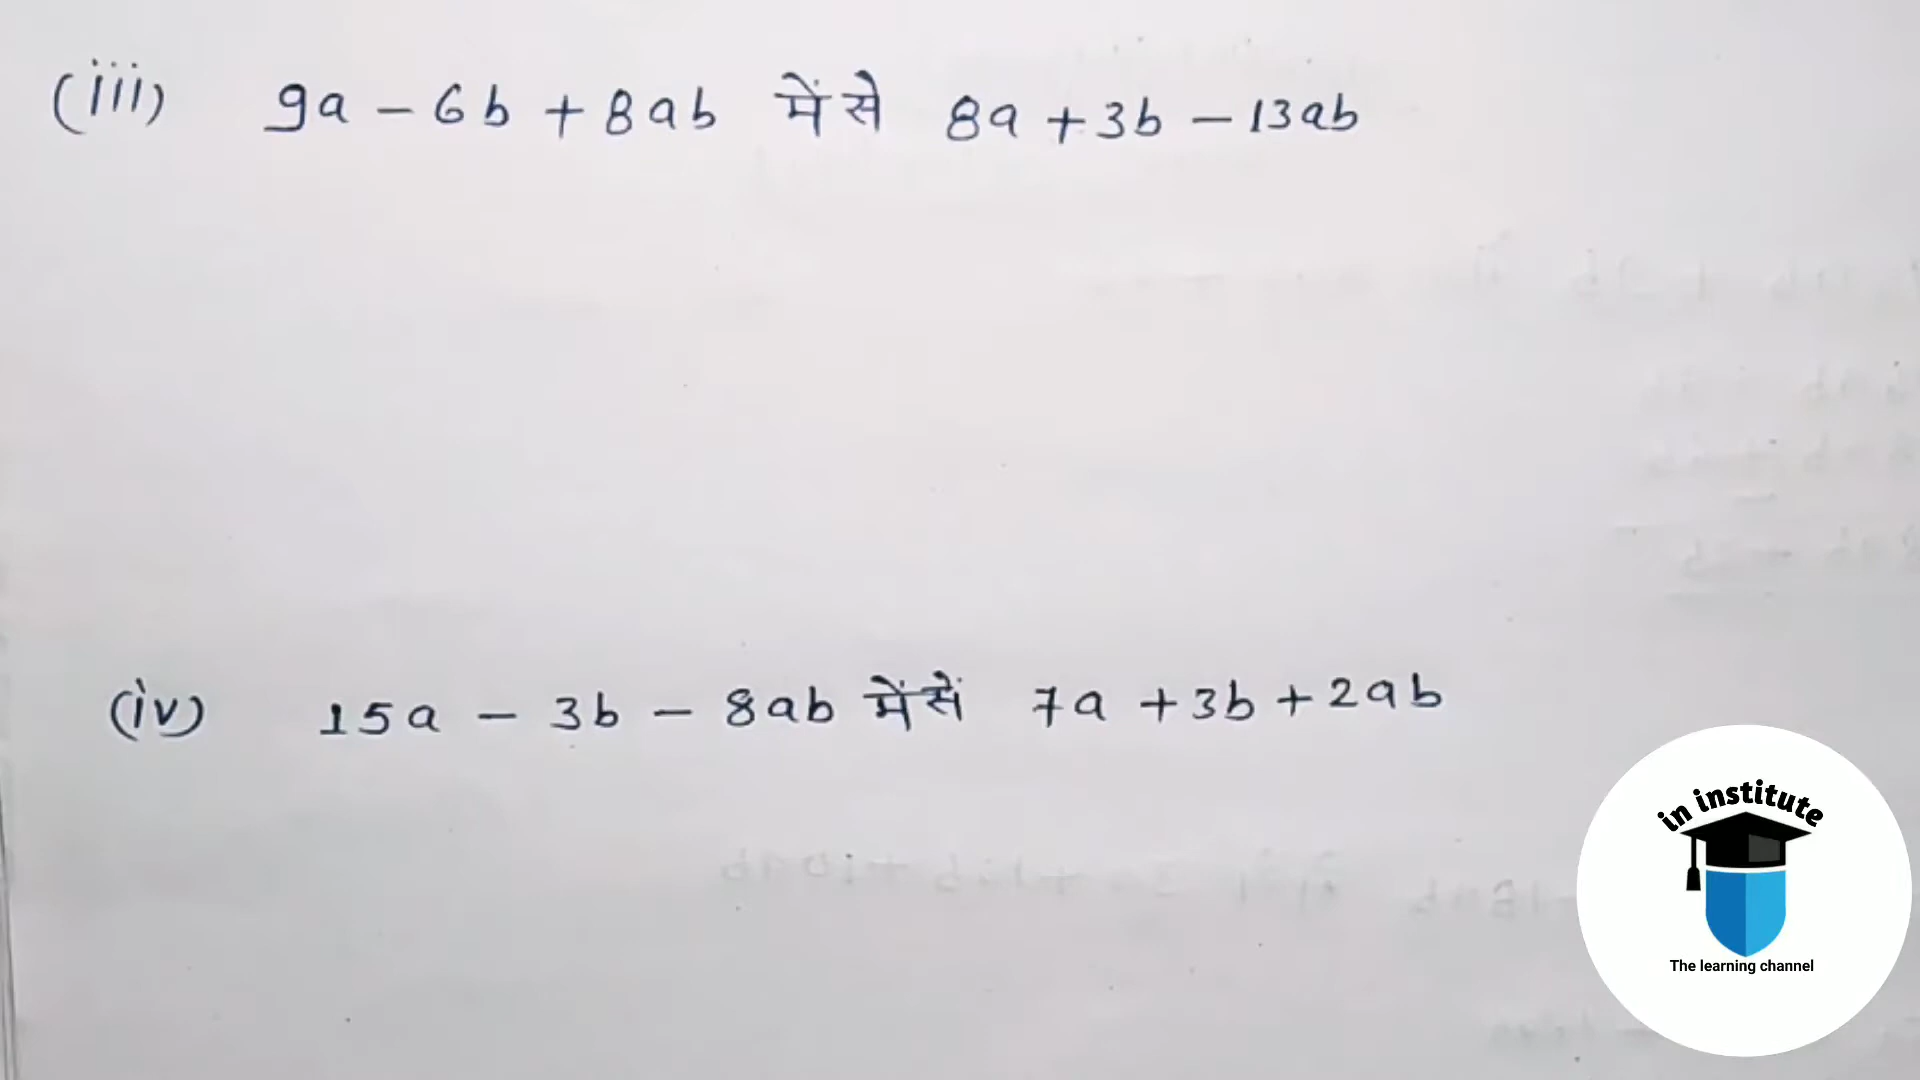 (iii) 9a - 6b + 8ab में से 8a + 3b - 13ab
(iv) 15a - 3b - 8ab में सें 7a + 3b + 2ab
in institute
The learning channel